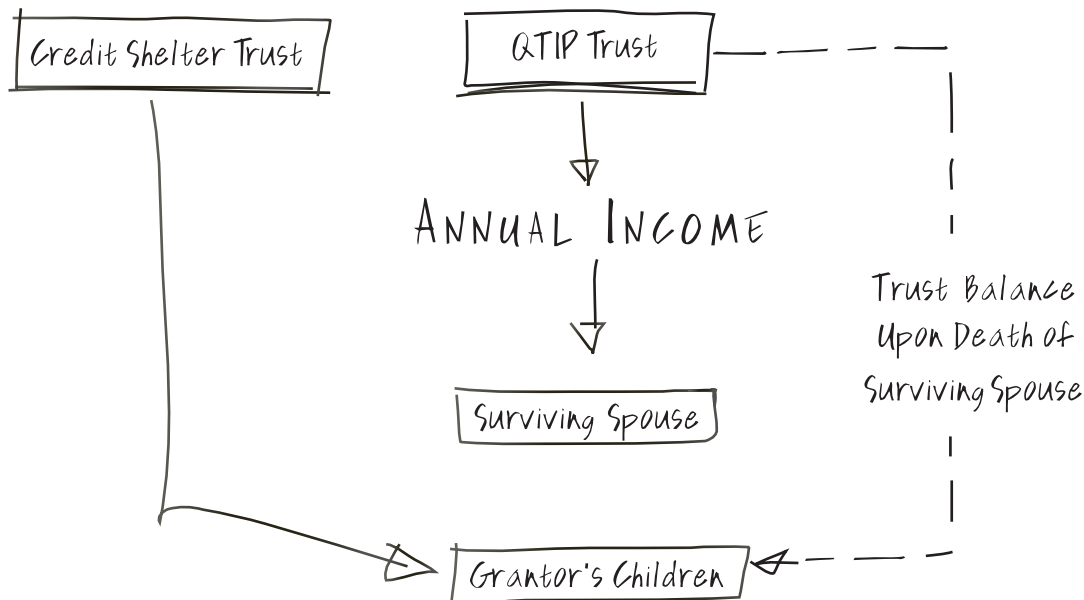 Credit Shelter Trust
QTIP Trust
ANNUAL INCOME
Trust Balance
Upon Death of
Surviving Spouse
Surviving Spouse
Grantor's Children